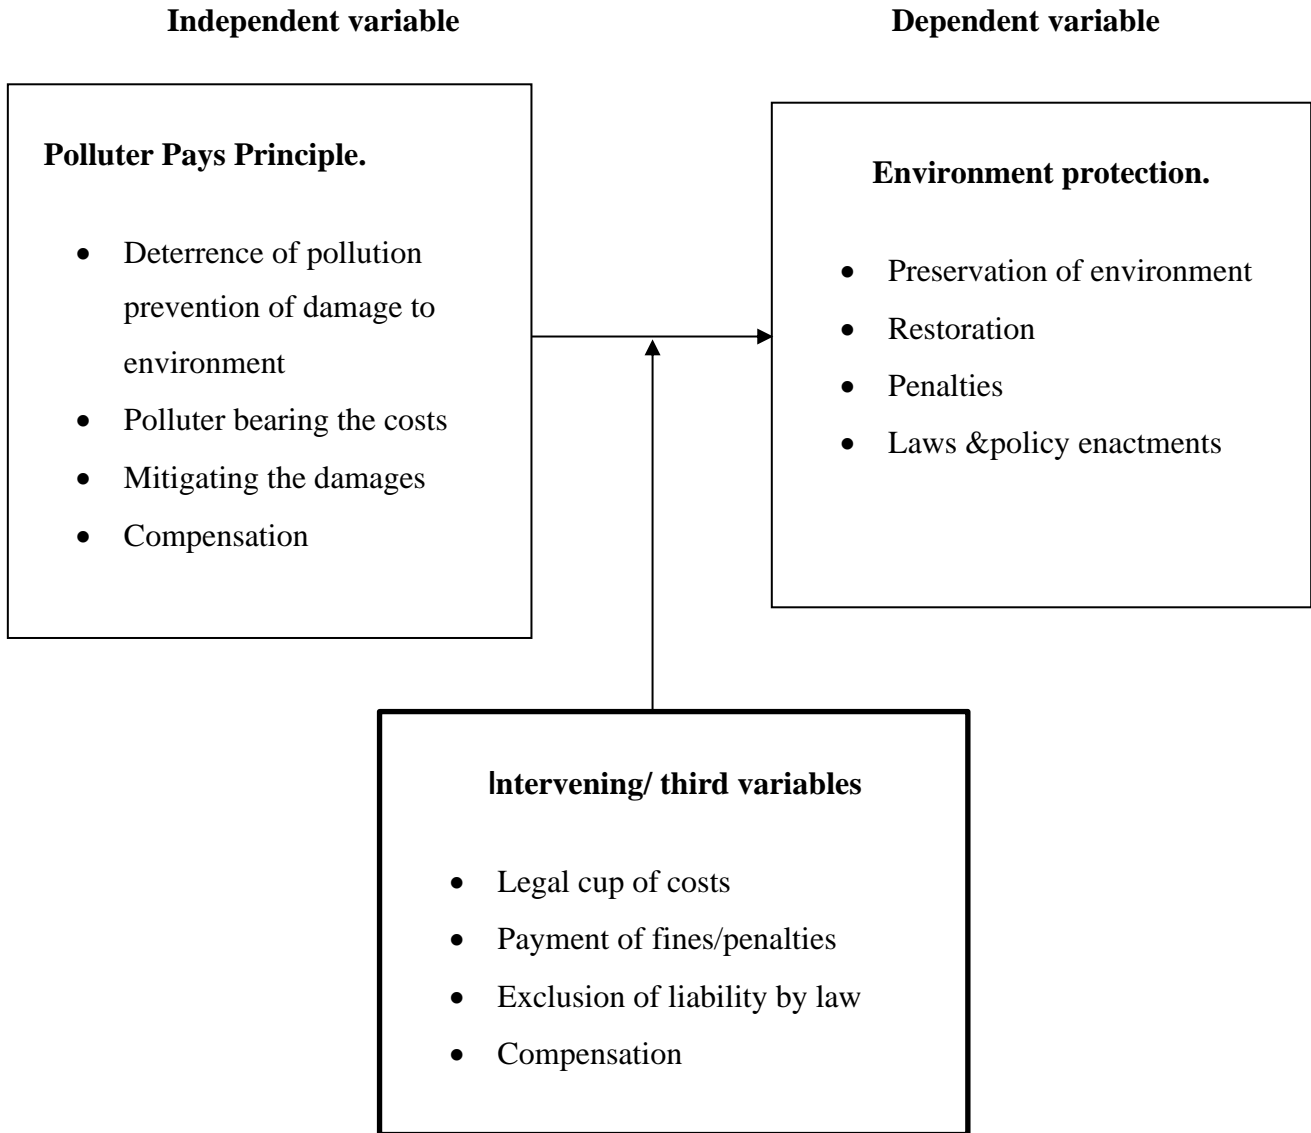 Independent variable
Dependent variable
Polluter Pays Principle.
• Deterrence of pollution
prevention of damage to
environment
• Polluter bearing the costs
• Mitigating the damages
• Compensation
Environment protection.
• Preservation of environment
• Restoration
• Penalties
• Laws &policy enactments
Intervening/ third variables
• Legal cup of costs
• Payment of fines/penalties
• Exclusion of liability by law
• Compensation